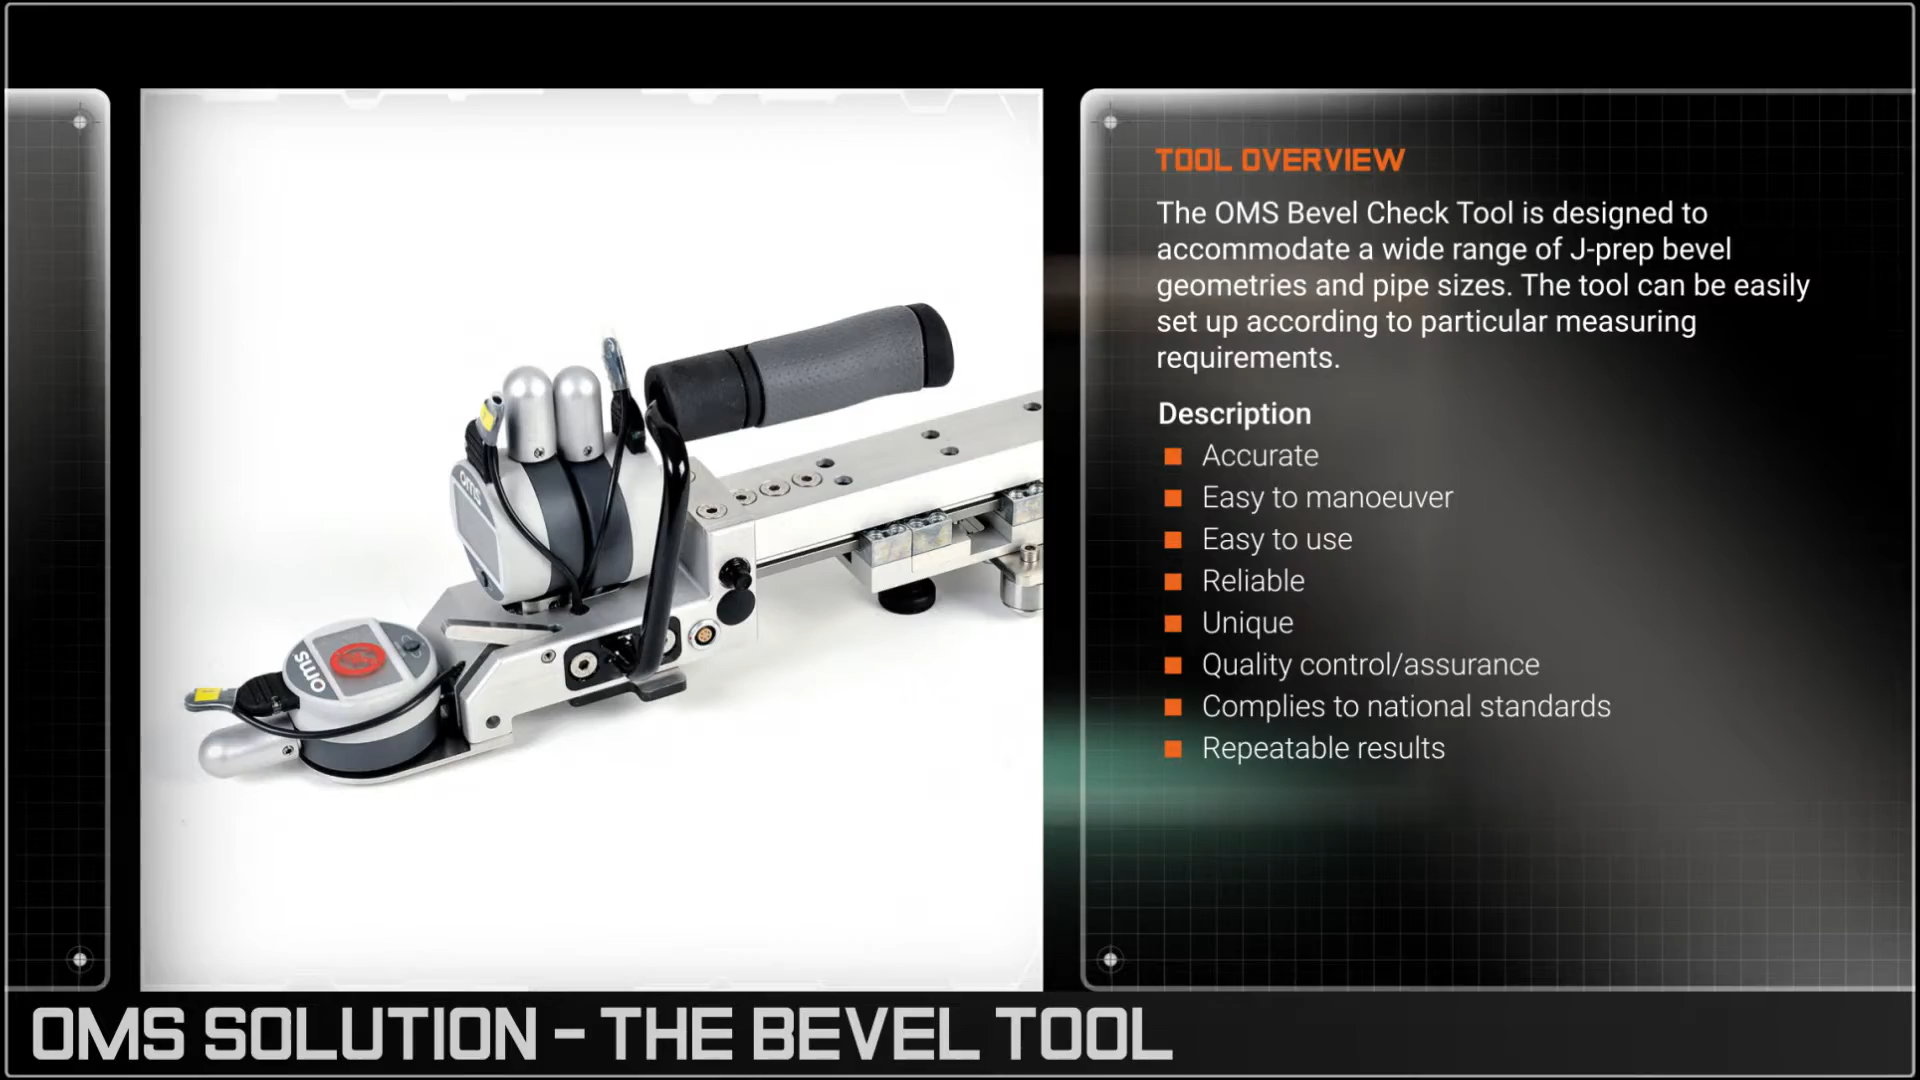 TOOL OVERVIEW
The OMS Bevel Check Tool is designed to
accommodate a wide range of J-prep bevel
geometries and pipe sizes. The tool can be easily
set up according to particular measuring
requirements.
Description
Accurate
Easy to manoeuver
Easy to use
Reliable
Unique
Quality control/assurance
Complies to national standards
Repeatable results
oms
oms
OMS SOLUTION - THE BEVEL TOOL